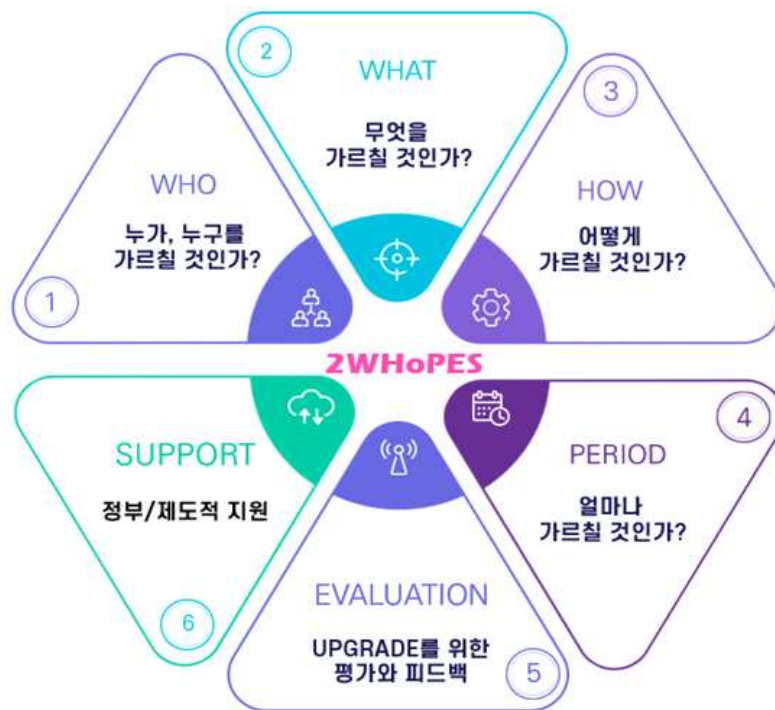 1
WHO
누가, 누구를
가르칠 것인가?
2
WHAT
무엇을
가르칠 것인가?
3
HOW
어떻게
가르칠 것인가?
2WHoPES
4
PERIOD
얼마나
가르칠 것인가?
5
EVALUATION
UPGRADE를 위한
평가와 피드백
6
SUPPORT
정부/제도적 지원